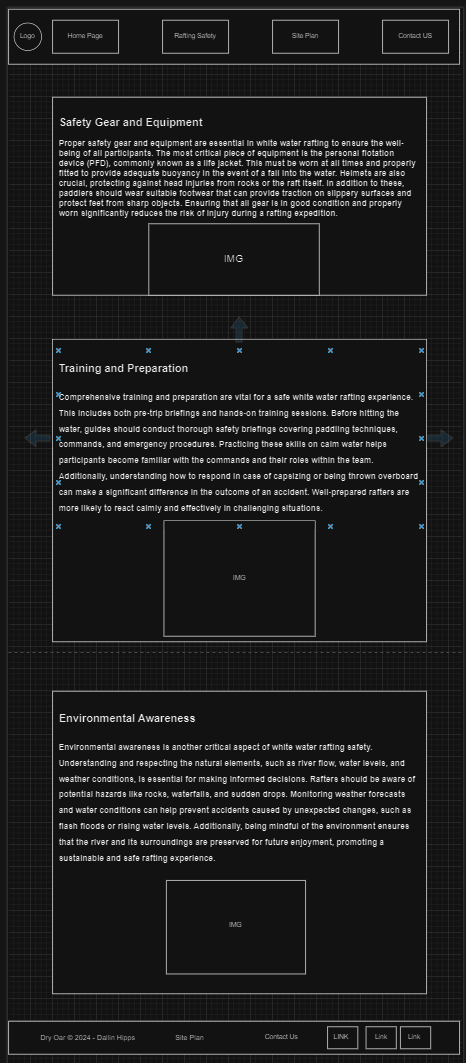 Logo
Home Page
Rafting Safety
Site Plan
Contact US
Safety Gear and Equipment
Proper safety gear and equipment are essential in white water rafting to ensure the well-
being of all participants. The most critical piece of equipment is the personal flotation
device (PFD), commonly known as a life jacket. This must be worn at all times and properly
fitted to provide adequate buoyancy in the event of a fall into the water. Helmets are also
crucial, protecting against head injuries from rocks or the raft itself. In addition to these,
paddlers should wear suitable footwear that can provide traction on slippery surfaces and
protect feet from sharp objects. Ensuring that all gear is in good condition and properly
worn significantly reduces the risk of injury during a rafting expedition.
IMG
Training and Preparation
Comprehensive training and preparation are vital for a safe white water rafting experience.
This includes both pre-trip briefings and hands-on training sessions. Before hitting the
water, guides should conduct thorough safety briefings covering paddling techniques,
commands, and emergency procedures. Practicing these skills on calm water helps
participants become familiar with the commands and their roles within the team.
Additionally, understanding how to respond in case of capsizing or being thrown overboard
can make a significant difference in the outcome of an accident. Well-prepared rafters are
more likely to react calmly and effectively in challenging situations.
IMG
Environmental Awareness
Environmental awareness is another critical aspect of white water rafting safety.
Understanding and respecting the natural elements, such as river flow, water levels, and
weather conditions, is essential for making informed decisions. Rafters should be aware of
potential hazards like rocks, waterfalls, and sudden drops. Monitoring weather forecasts
and water conditions can help prevent accidents caused by unexpected changes, such as
flash floods or rising water levels. Additionally, being mindful of the environment ensures
that the river and its surroundings are preserved for future enjoyment, promoting a
sustainable and safe rafting experience.
IMG
Dry Oar © 2024 - Dallin Hipps
Site Plan
Contact Us
LINK
Link
Link